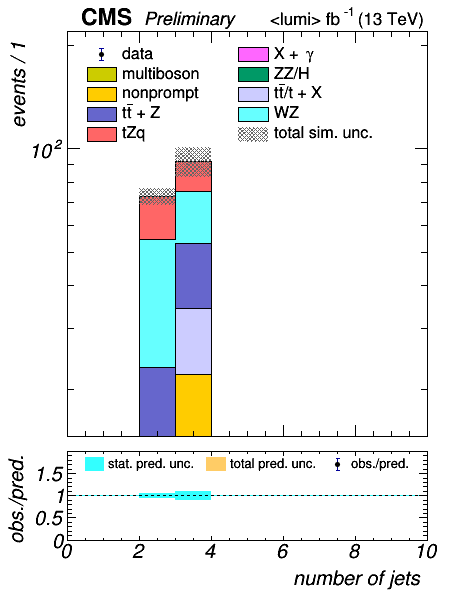 CMS Preliminary <lumi> fb⁻¹ (13 TeV)
events / 1
data
multiboson
nonprompt
tt̄ + Z
tZq
X + γ
ZZ/H
tt̄/t + X
WZ
total sim. unc.
10²
obs./pred.
stat. pred. unc. total pred. unc. obs./pred.
1.5
1
0.5
0
0 2 4 6 8 10
number of jets